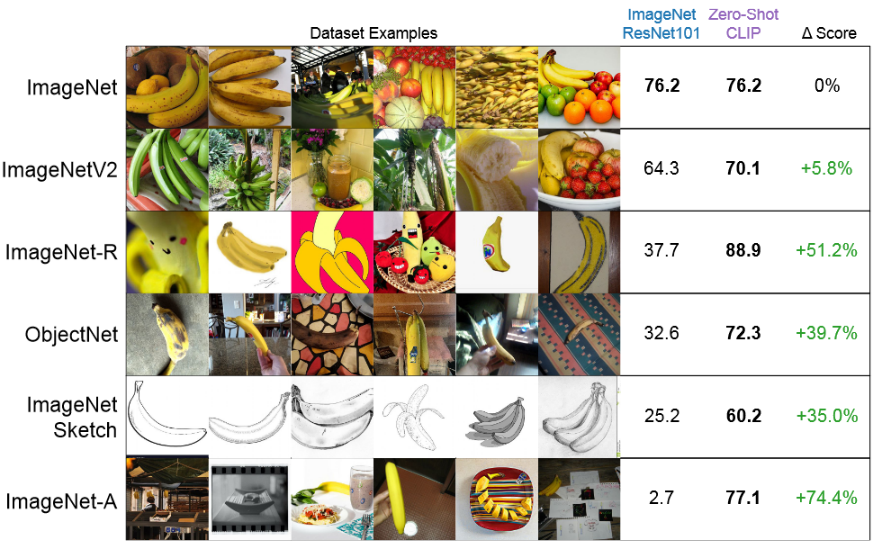 Dataset Examples
ImageNet ResNet101
Zero-Shot CLIP
Δ Score
ImageNet
76.2
76.2
0%
ImageNetV2
64.3
70.1
+5.8%
ImageNet-R
37.7
88.9
+51.2%
ObjectNet
32.6
72.3
+39.7%
ImageNet Sketch
25.2
60.2
+35.0%
ImageNet-A
2.7
77.1
+74.4%